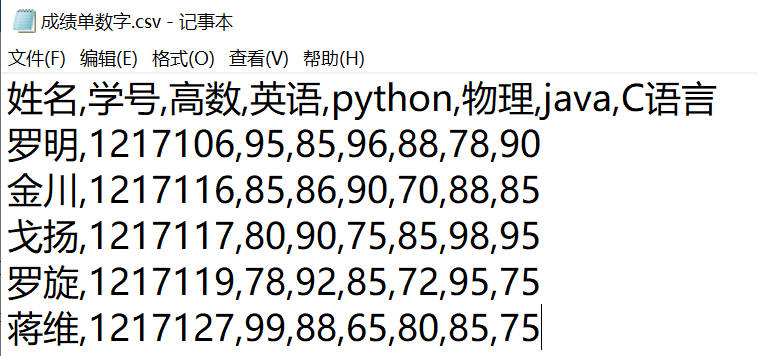 成绩单数字.csv - 记事本
文件(F) 编辑(E) 格式(O) 查看(V) 帮助(H)
姓名,学号,高数,英语,python,物理,java,C语言
罗明,1217106,95,85,96,88,78,90
金川,1217116,85,86,90,70,88,85
戈扬,1217117,80,90,75,85,98,95
罗旋,1217119,78,92,85,72,95,75
蒋维,1217127,99,88,65,80,85,75